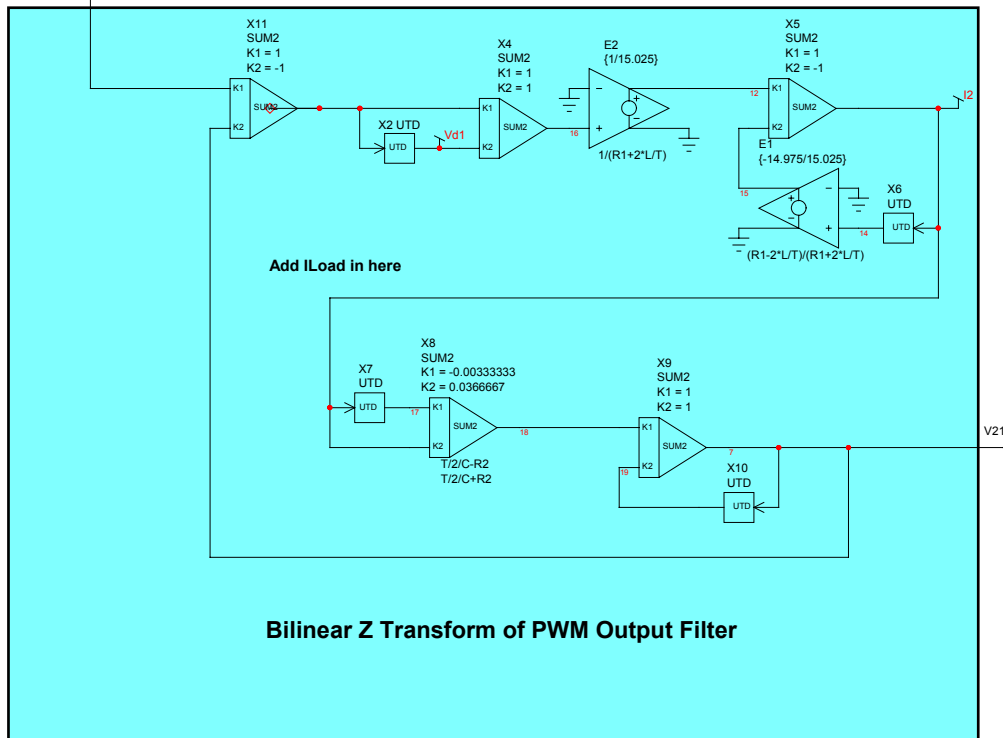 X11
SUM2
K1 = 1
K2 = -1
K1
SUM2
K2
X2 UTD
UTD
Vd1
X4
SUM2
K1 = 1
K2 = 1
K1
SUM2
K2
16
E2
{1/15.025}
1/(R1+2*L/T)
12
X5
SUM2
K1 = 1
K2 = -1
K1
SUM2
K2
I2
E1
{-14.975/15.025}
15
(R1-2*L/T)/(R1+2*L/T)
14
X6
UTD
UTD
Add ILoad in here
X7
UTD
UTD
17
X8
SUM2
K1 = -0.00333333
K2 = 0.0366667
K1
SUM2
K2
T/2/C-R2
T/2/C+R2
18
X9
SUM2
K1 = 1
K2 = 1
K1
SUM2
K2
19
7
X10
UTD
UTD
V21
Bilinear Z Transform of PWM Output Filter